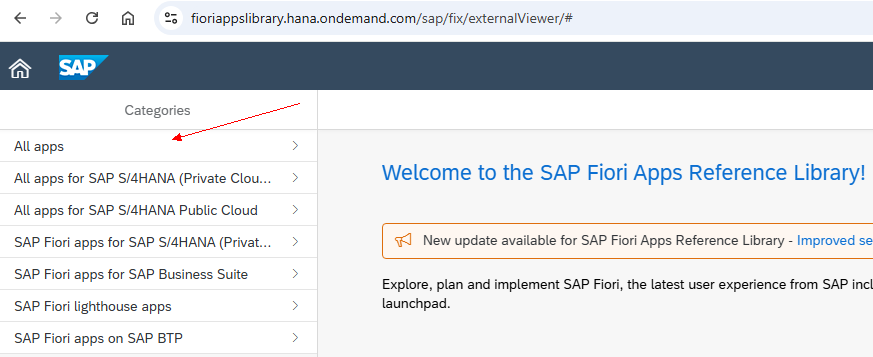 fioriappslibrary.hana.ondemand.com/sap/fix/externalViewer/#
SAP
Categories
All apps
All apps for SAP S/4HANA (Private Clou...
All apps for SAP S/4HANA Public Cloud
SAP Fiori apps for SAP S/4HANA (Privat...
SAP Fiori apps for SAP Business Suite
SAP Fiori lighthouse apps
SAP Fiori apps on SAP BTP
Welcome to the SAP Fiori Apps Reference Library!
New update available for SAP Fiori Apps Reference Library - Improved se
Explore, plan and implement SAP Fiori, the latest user experience from SAP incl
launchpad.